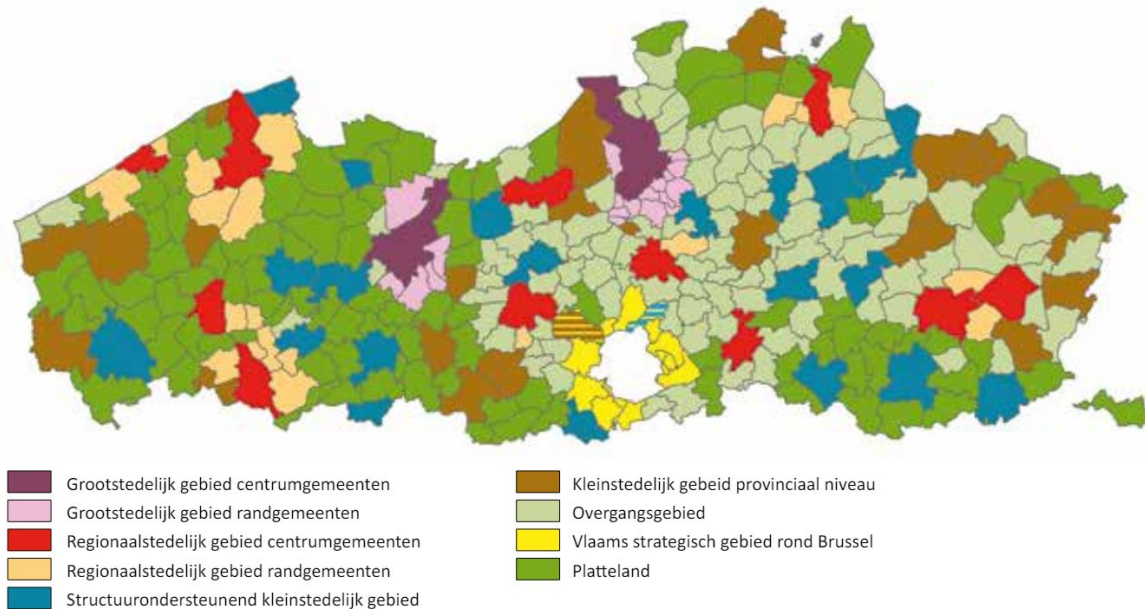 Grootstedelijk gebied centrumgemeenten
Grootstedelijk gebied randgemeenten
Regionaalstedelijk gebied centrumgemeenten
Regionaalstedelijk gebied randgemeenten
Structuurondersteunend kleinstedelijk gebied
Kleinstedelijk gebeid provinciaal niveau
Overgangsgebied
Vlaams strategisch gebied rond Brussel
Platteland